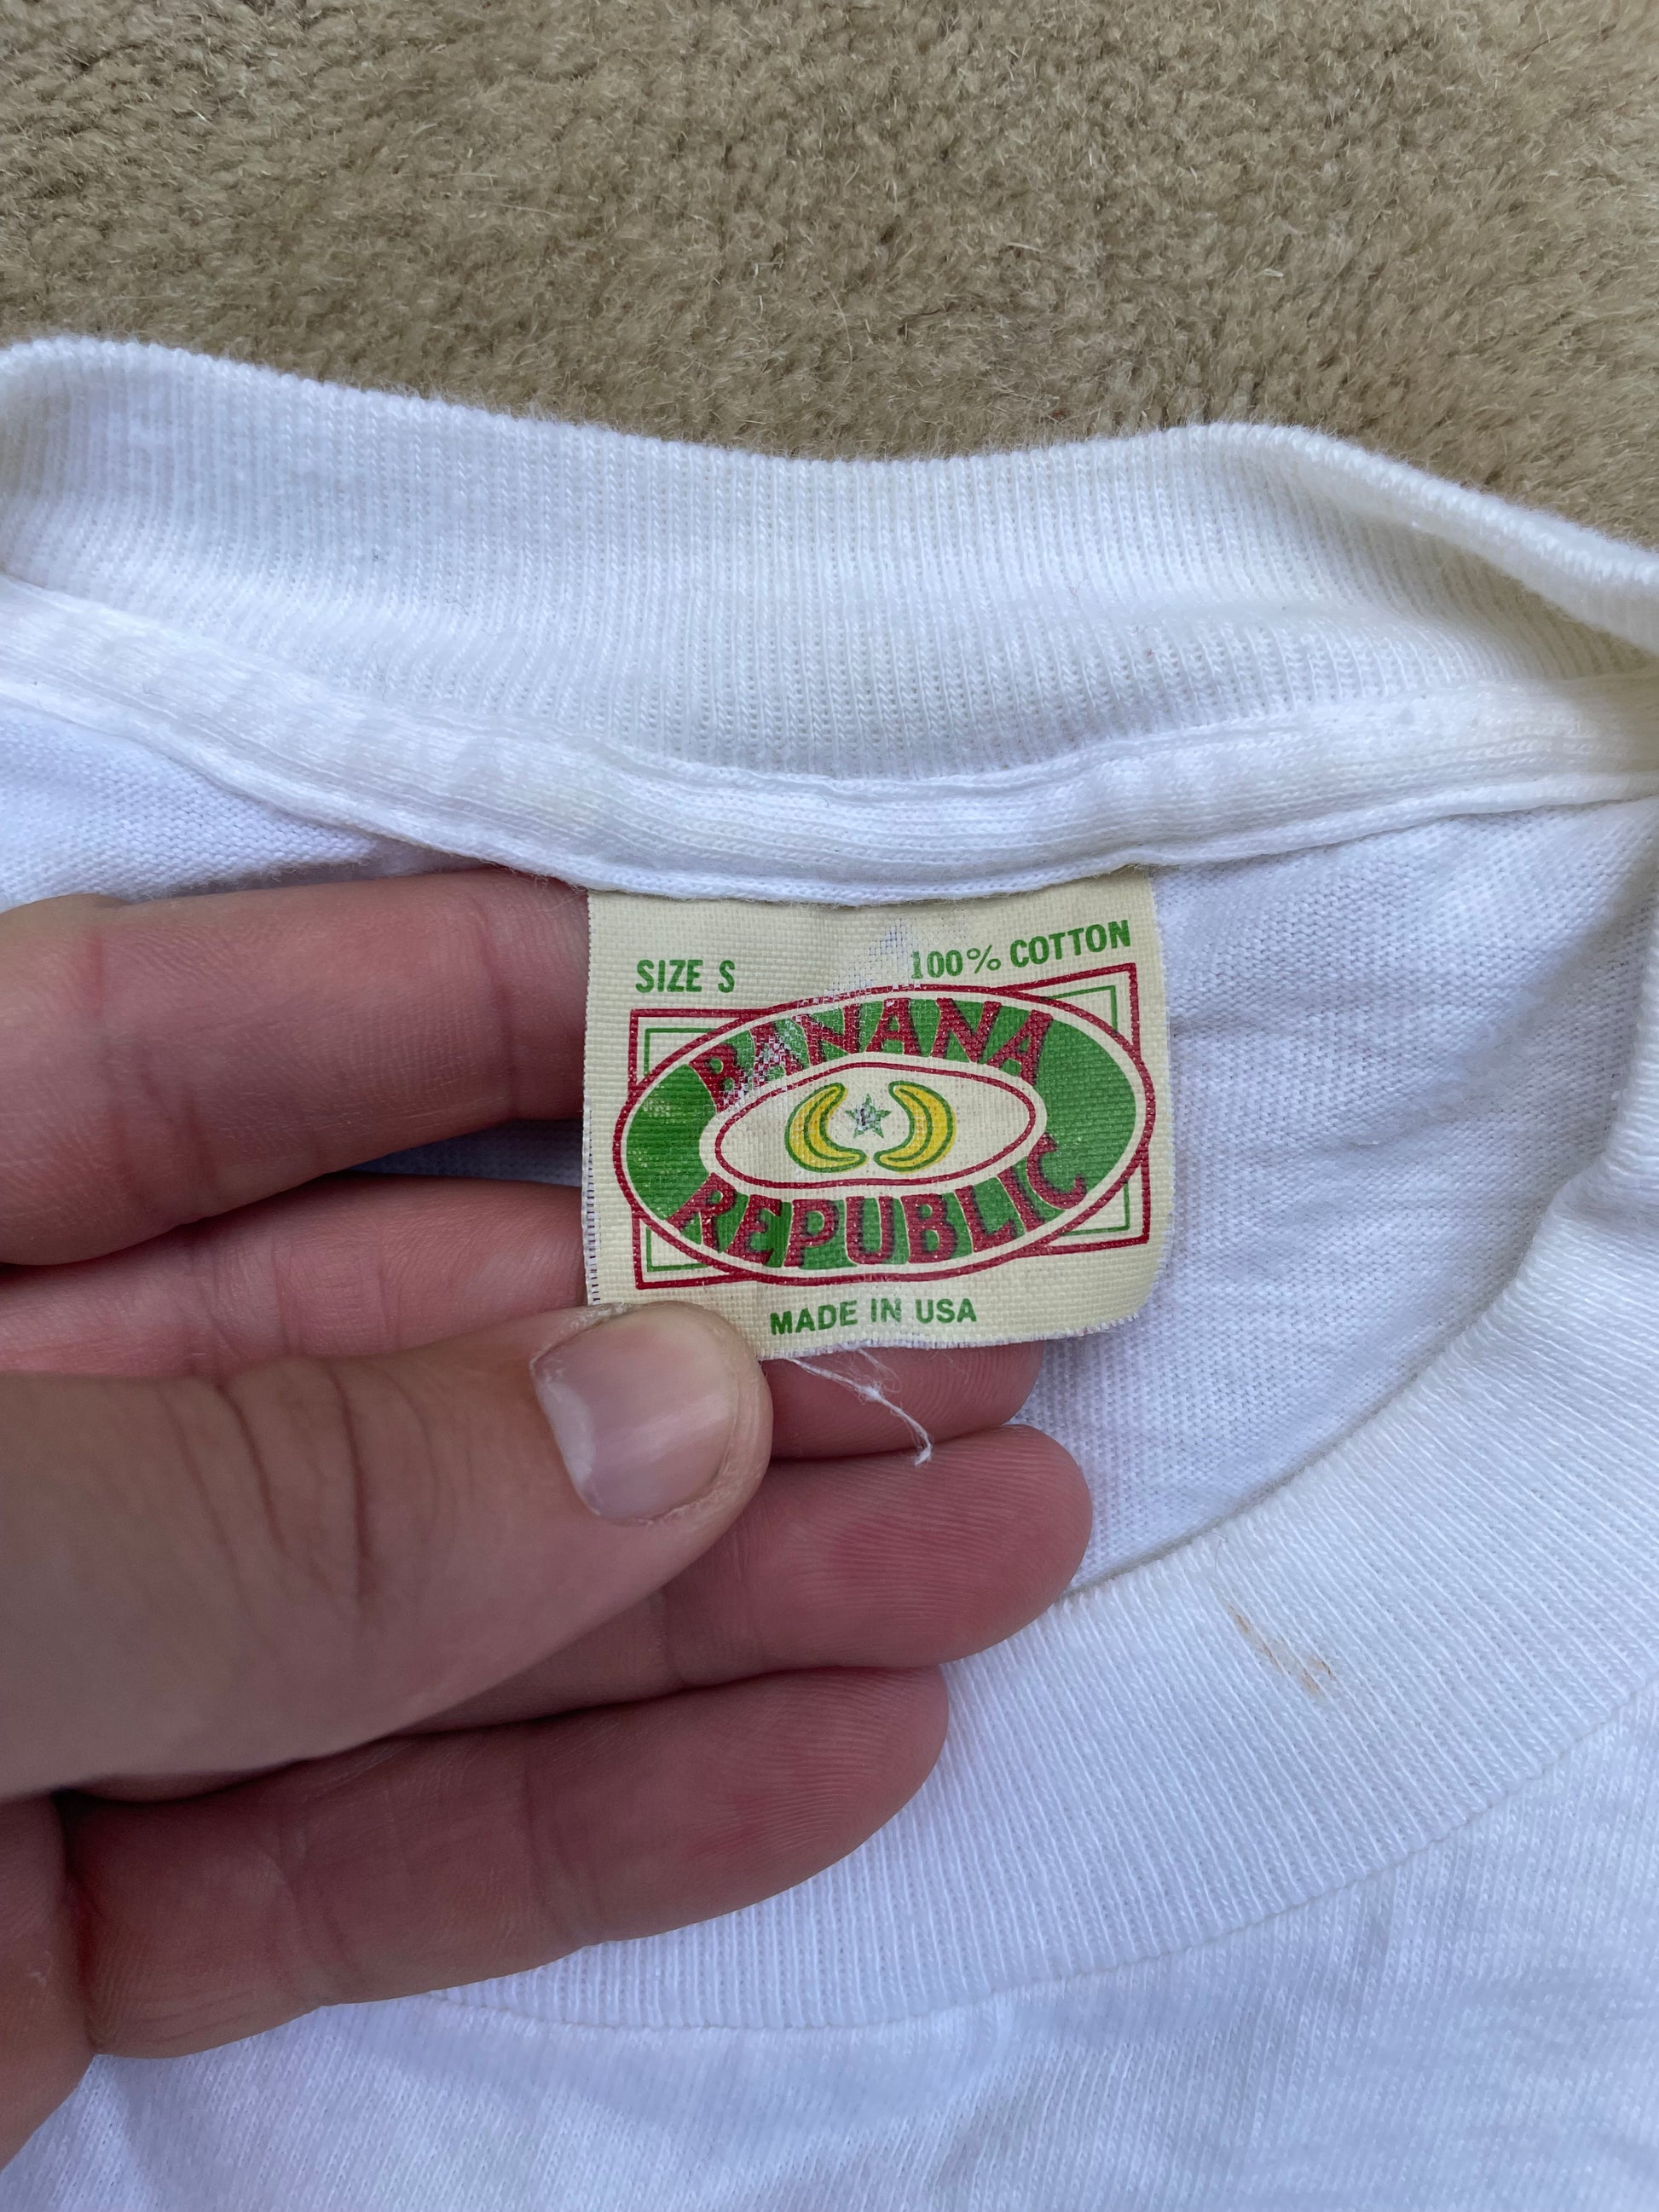 SIZE S
100% COTTON
BANANA
REPUBLIC
MADE IN USA